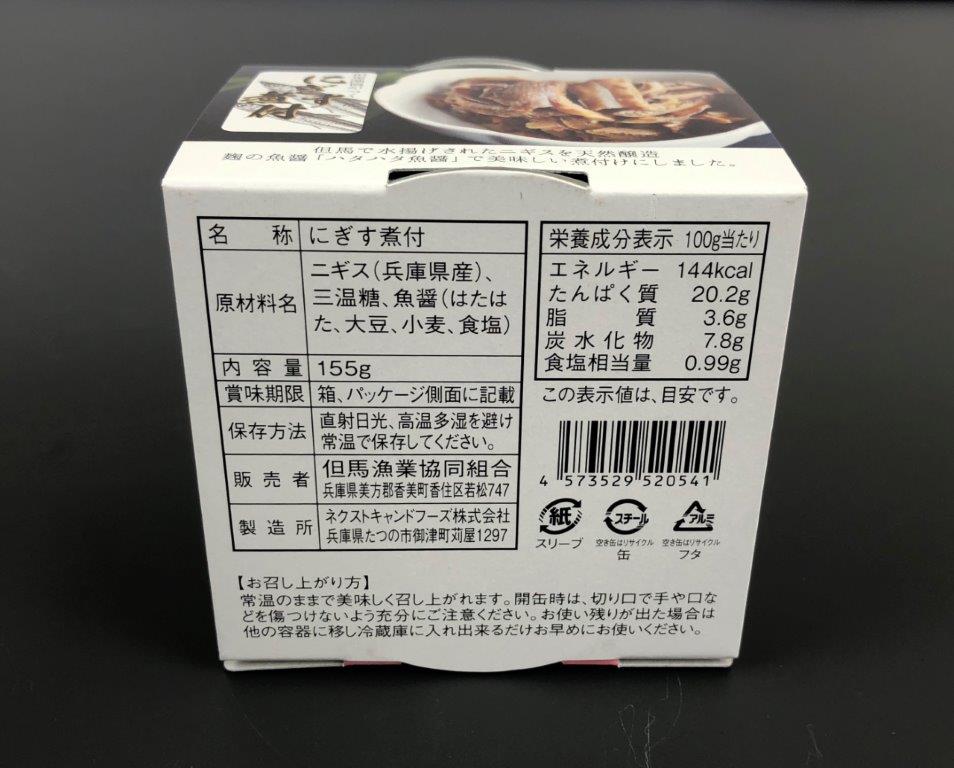 但馬で水揚げされたニギスを天然醸造
麹の魚醤「ハタハタ魚醤」で美味しい煮付けにしました。
名称 にぎす煮付
原材料名 ニギス(兵庫県産)、
三温糖、魚醤(はたは
た、大豆、小麦、食塩)
内容量 155g
賞味期限 箱、パッケージ側面に記載
保存方法 直射日光、高温多湿を避け
常温で保存してください。
販売者 但馬漁業協同組合
兵庫県美方郡香美町香住区若松747
製造所 ネクストキャンドフーズ株式会社
兵庫県たつの市御津町苅屋1297
栄養成分表示 100g当たり
エネルギー 144kcal
たんぱく質 20.2g
脂質 3.6g
炭水化物 7.8g
食塩相当量 0.99g
この表示値は、目安です。
4 573529 520541
紙 スチール アルミ
スリーブ 空き缶はリサイクル 空き缶はリサイクル
缶 フタ
【お召し上がり方】
常温のままで美味しく召し上がれます。開缶時は、切り口で手や口な
どを傷つけないよう充分にご注意ください。お使い残りが出た場合は
他の容器に移し冷蔵庫に入れ出来るだけお早めにお使いください。